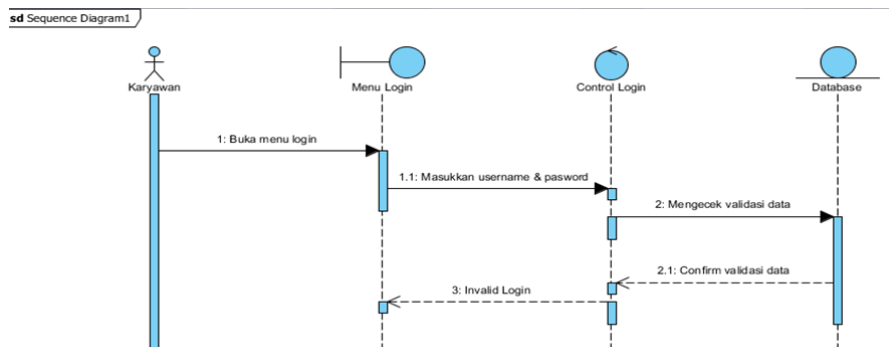 sd Sequence Diagram1
Karyawan
Menu Login
Control Login
Database
1: Buka menu login
1.1: Masukkan username & pasword
2: Mengecek validasi data
2.1: Confirm validasi data
3: Invalid Login